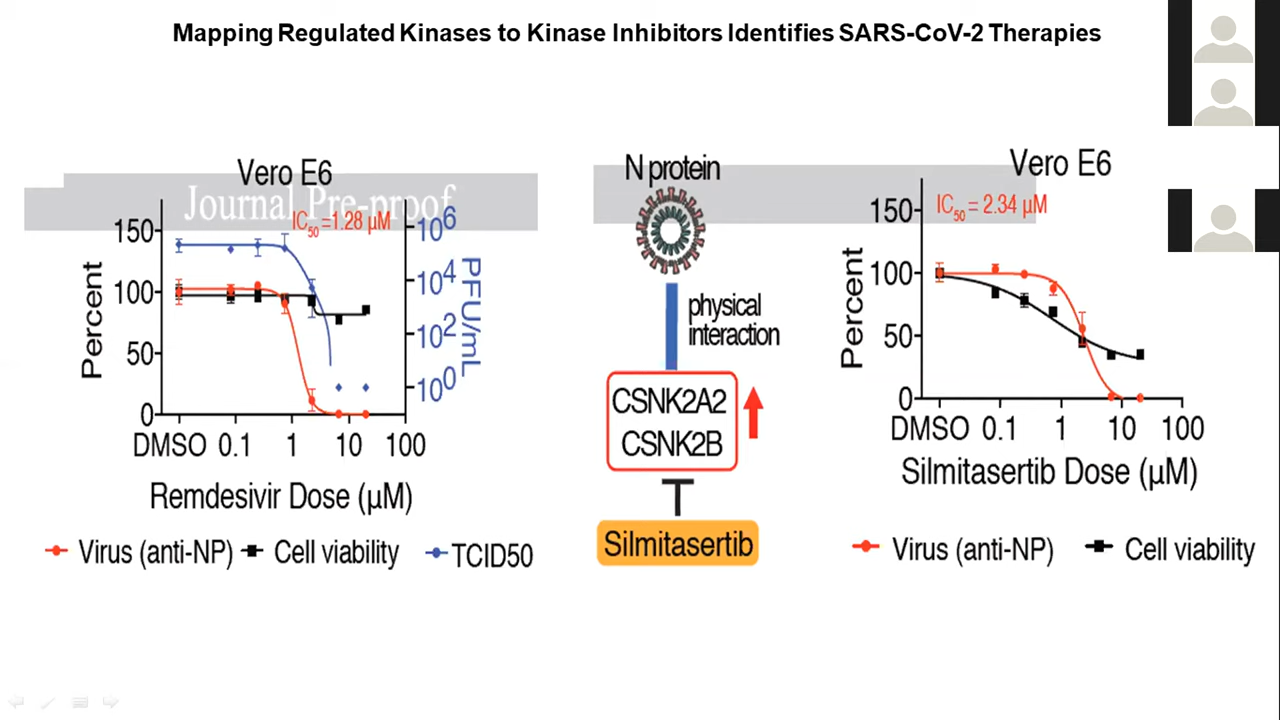 Mapping Regulated Kinases to Kinase Inhibitors Identifies SARS-CoV-2 Therapies
Vero E6
Journal Pre-proof
IC50 =1.28 µM
150
100
50
0
Percent
10^6
10^4
10^2
10^0
PFU/mL
DMSO 0.1 1 10 100
Remdesivir Dose (µM)
Virus (anti-NP) Cell viability TCID50
N protein
physical
interaction
CSNK2A2
CSNK2B
Silmitasertib
Vero E6
IC50 = 2.34 µM
150
100
50
0
Percent
DMSO 0.1 1 10 100
Silmitasertib Dose (µM)
Virus (anti-NP) Cell viability